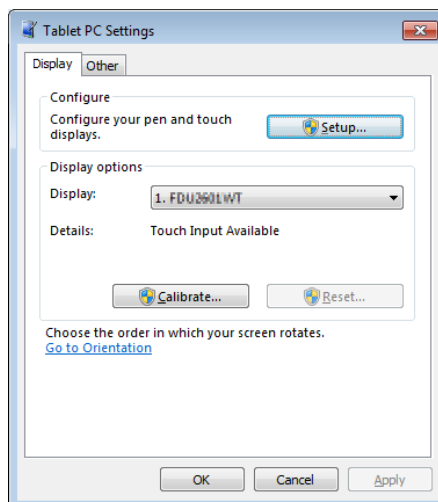 Tablet PC Settings
Display Other
Configure
Configure your pen and touch
displays.
Setup...
Display options
Display: 1. FDU2601WT
Details: Touch Input Available
Calibrate... Reset...
Choose the order in which your screen rotates.
Go to Orientation
OK Cancel Apply